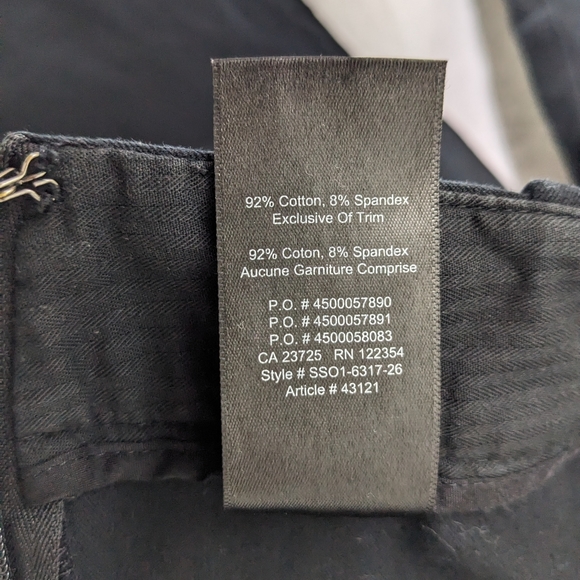 92% Cotton, 8% Spandex
Exclusive Of Trim
92% Coton, 8% Spandex
Aucune Garniture Comprise
P.O. # 4500057890
P.O. # 4500057891
P.O. # 4500058083
CA 23725 RN 122354
Style # SSO1-6317-26
Article # 43121